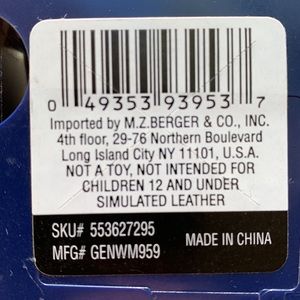 0 49353 93953 7
Imported by M.Z.BERGER & CO., INC.
4th floor, 29-76 Northern Boulevard
Long Island City NY 11101, U.S.A.
NOT A TOY, NOT INTENDED FOR
CHILDREN 12 AND UNDER
SIMULATED LEATHER
SKU# 553627295
MFG# GENWM959
MADE IN CHINA